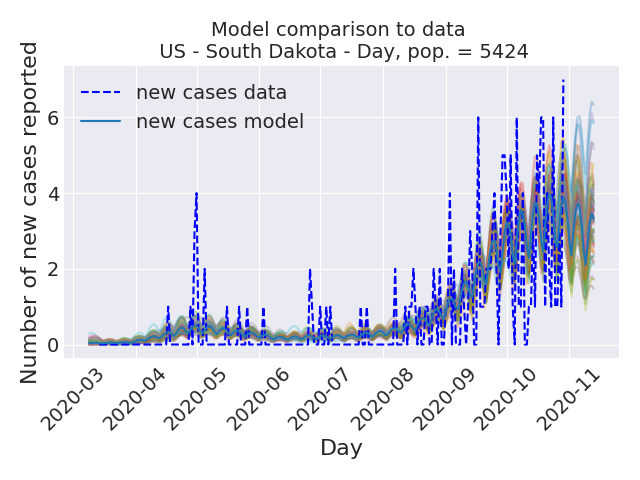 Model comparison to data
US - South Dakota - Day, pop. = 5424
Number of new cases reported
new cases data
new cases model
6
4
2
0
2020-03
2020-04
2020-05
2020-06
2020-07
2020-08
2020-09
2020-10
2020-11
Day